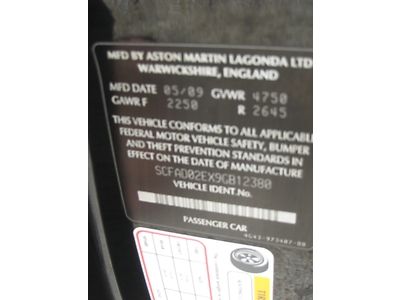 MFD BY ASTON MARTIN LAGONDA LTD
WARWICKSHIRE, ENGLAND
MFD DATE 05/09 GVWR 4750
GAWR F 2250 R 2645
THIS VEHICLE CONFORMS TO APPLICABLE
FEDERAL MOTOR VEHICLE SAFETY, BUMPER
AND THEFT PREVENTION STANDARDS IN
EFFECT ON THE DATE OF MANUFACTURE
SCFAD02EX9GB12380
VEHICLE IDENT.No.
PASSENGER CAR